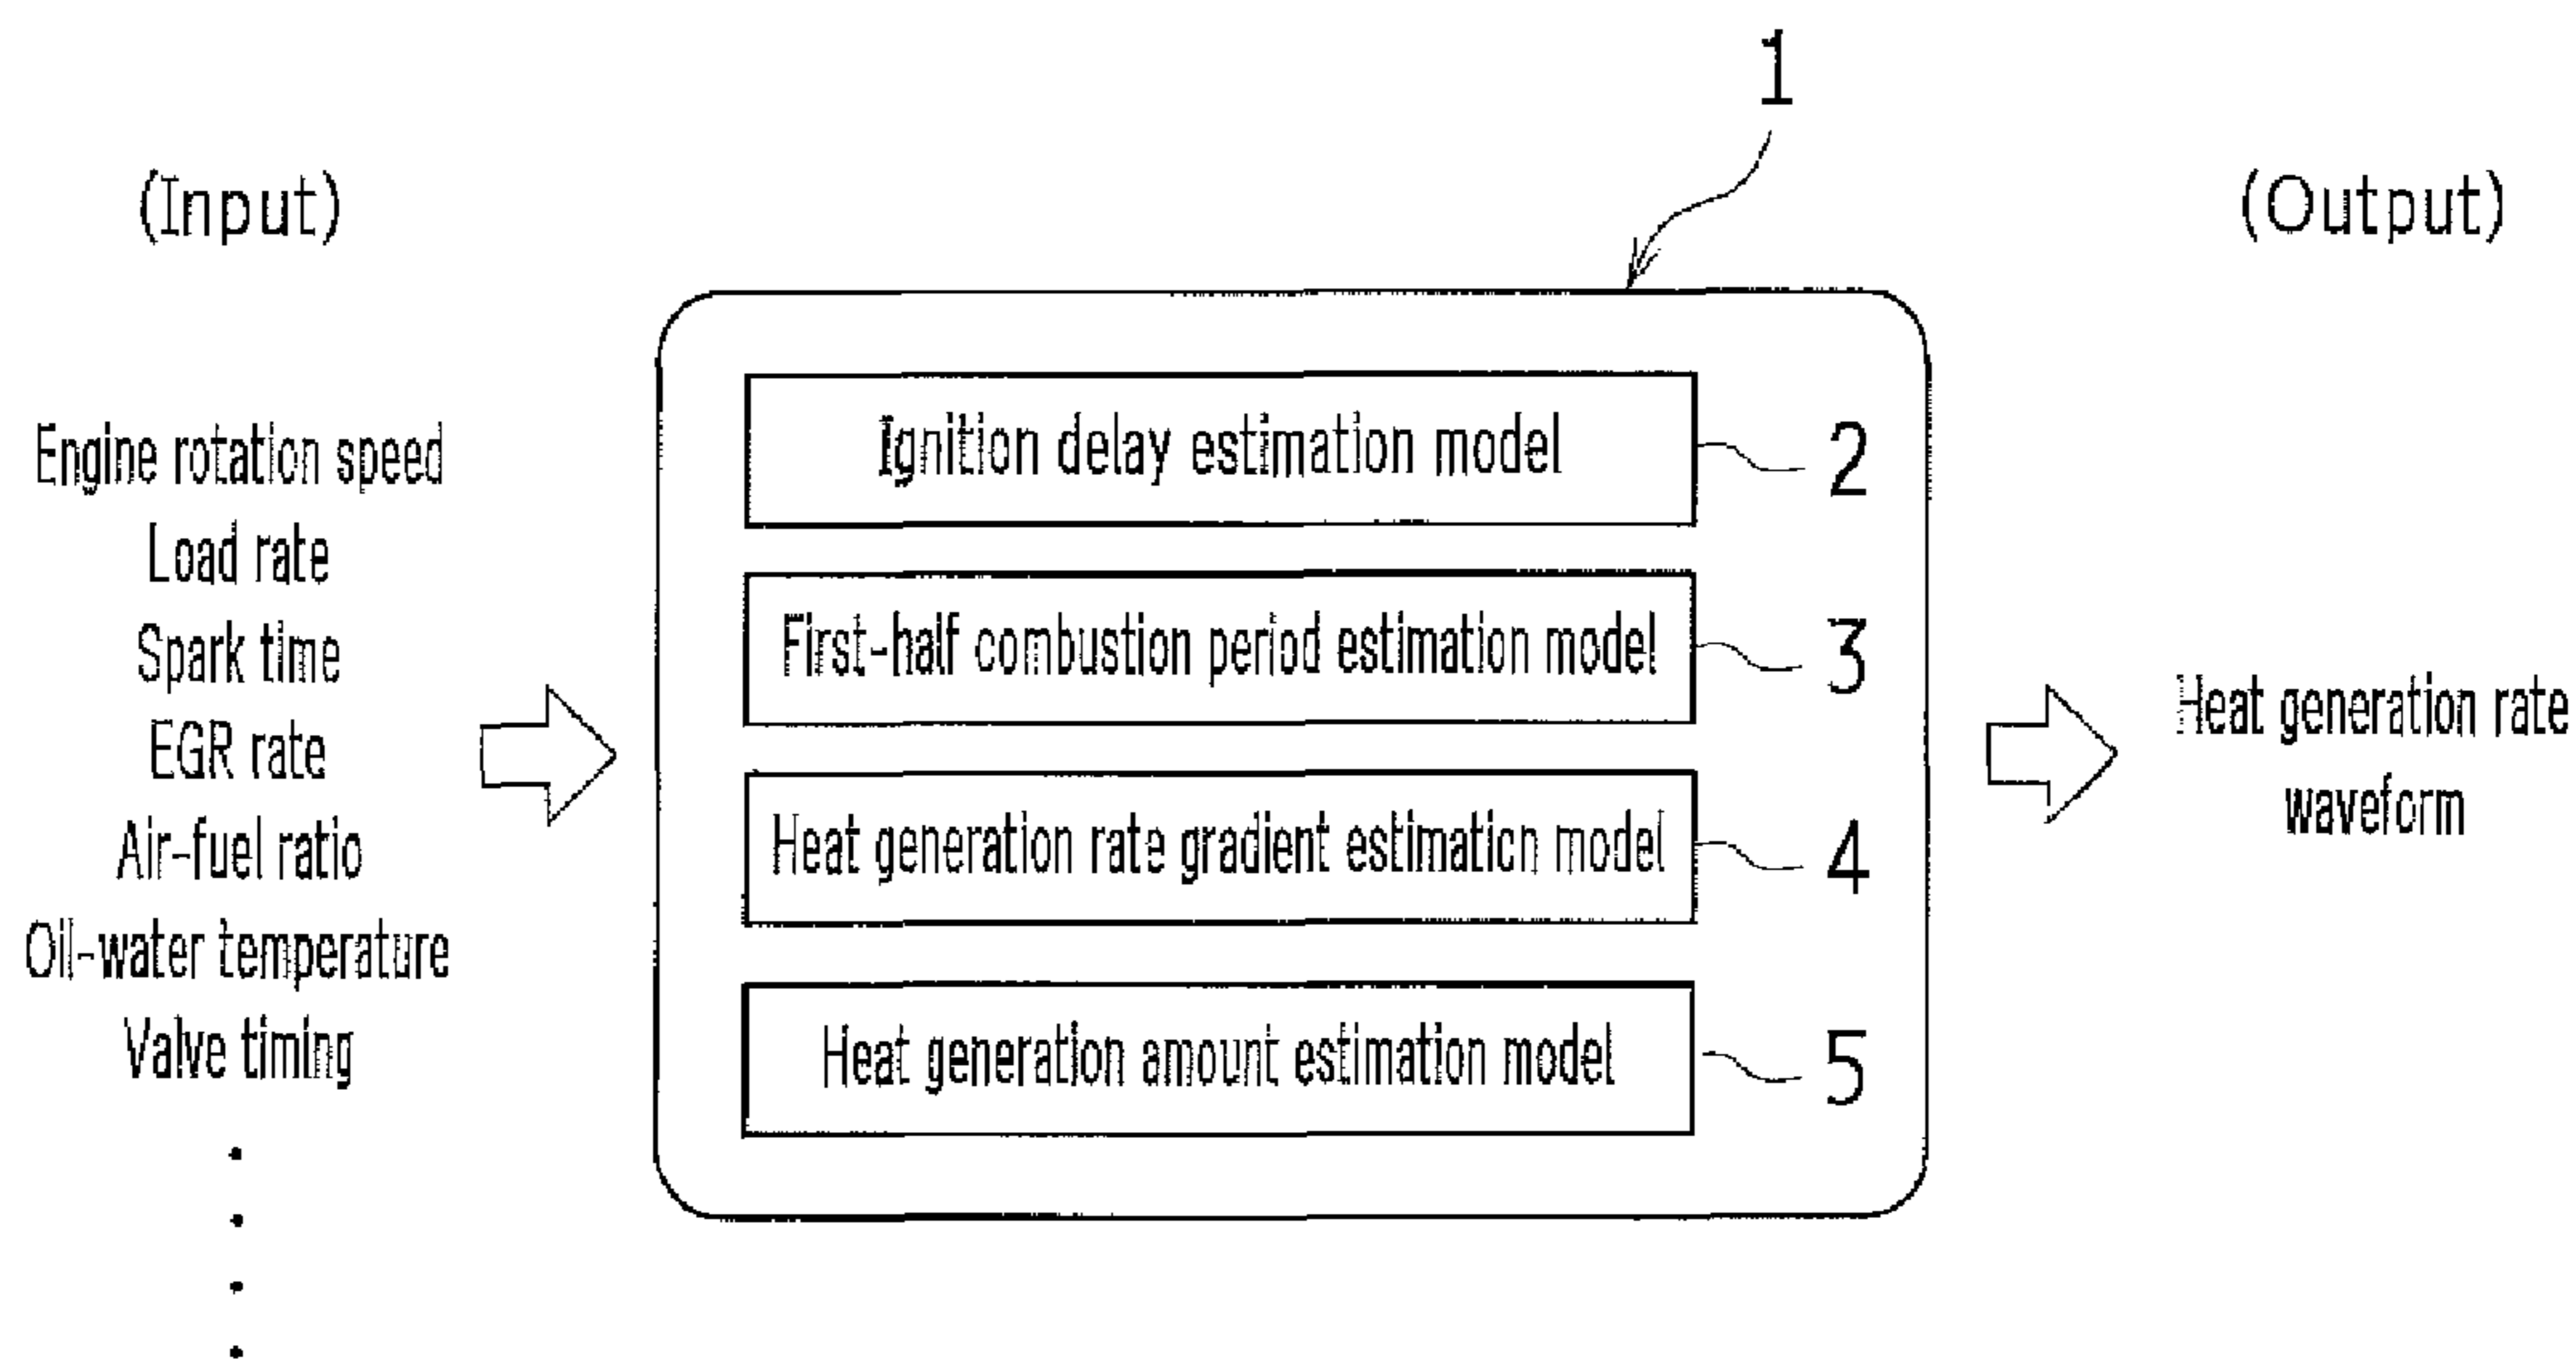 1
(Input)
(Output)
Engine rotation speed
Load rate
Spark time
EGR rate
Air-fuel ratio
Oil-water temperature
Valve timing
Ignition delay estimation model
2
First-half combustion period estimation model
3
Heat generation rate gradient estimation model
4
Heat generation amount estimation model
5
Heat generation rate
waveform